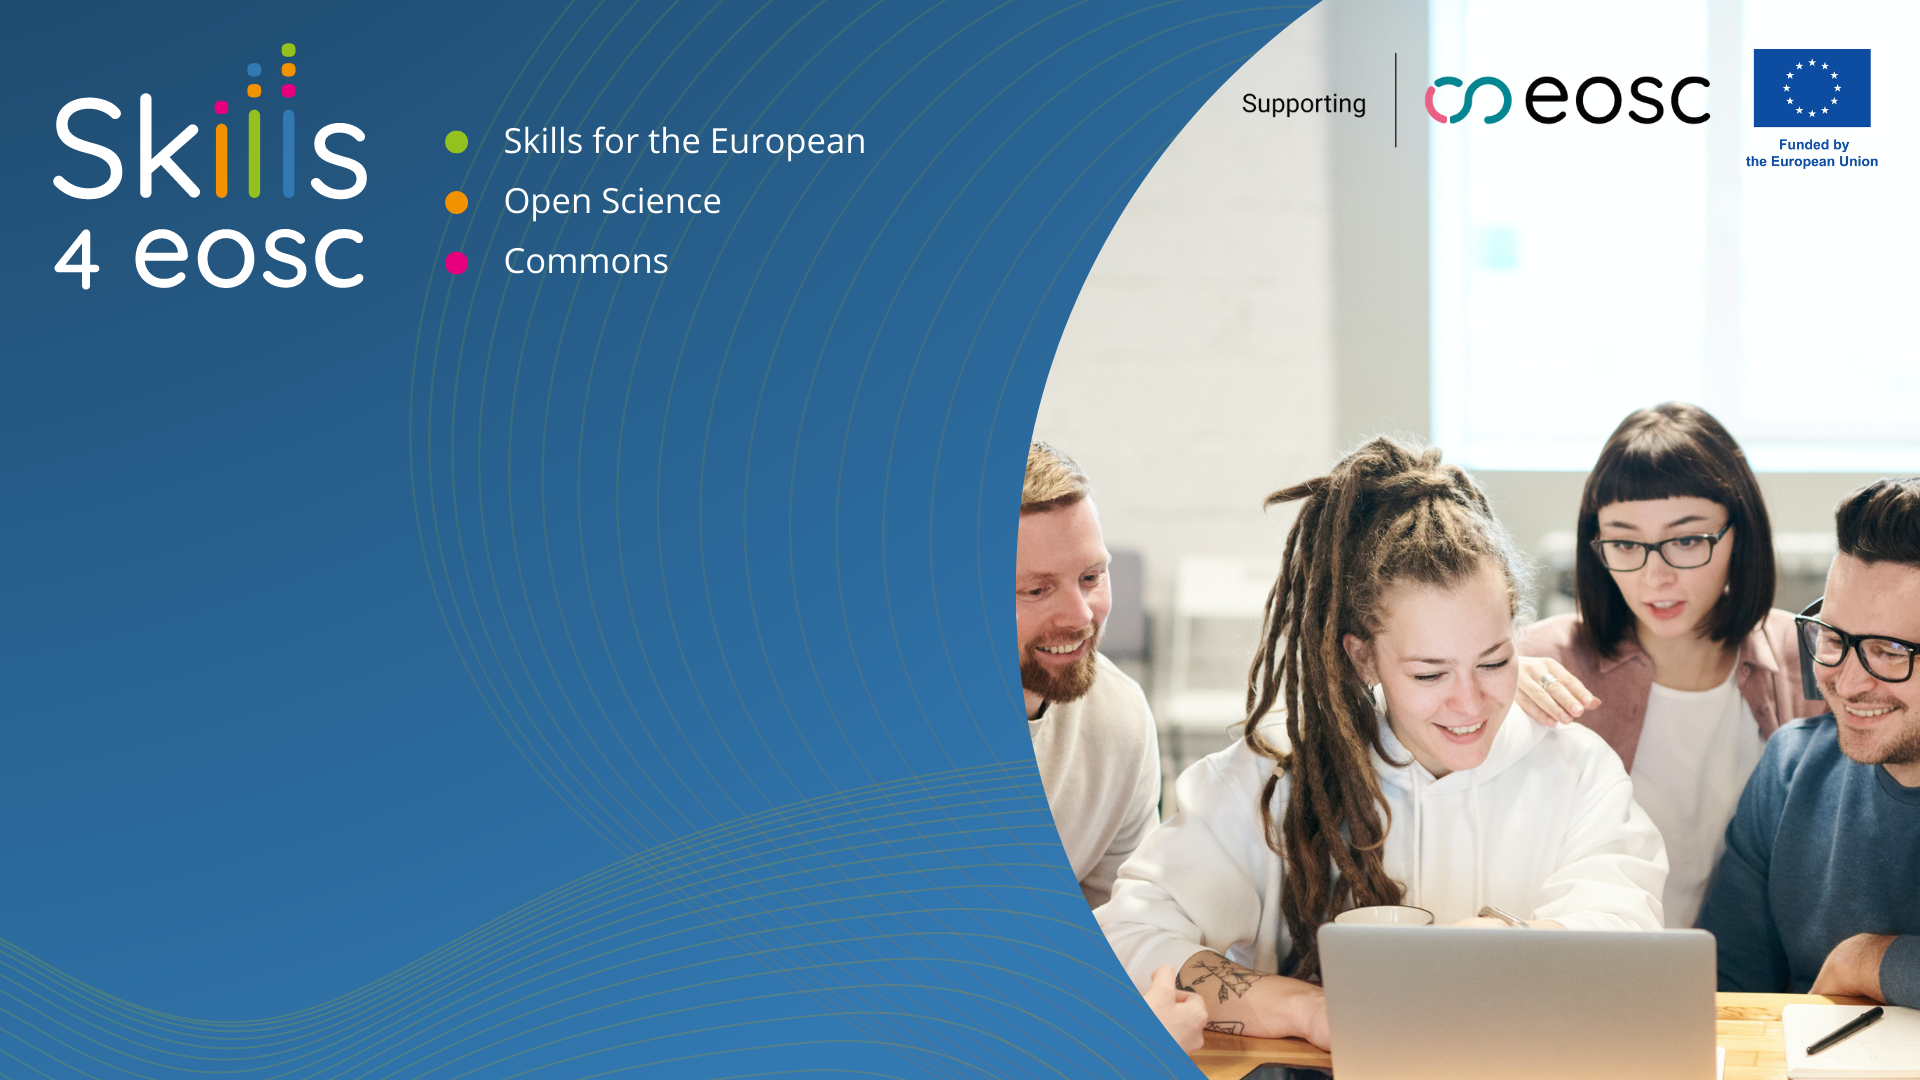 Skills
4 eosc
Skills for the European
Open Science
Commons
Supporting
eosc
Funded by
the European Union